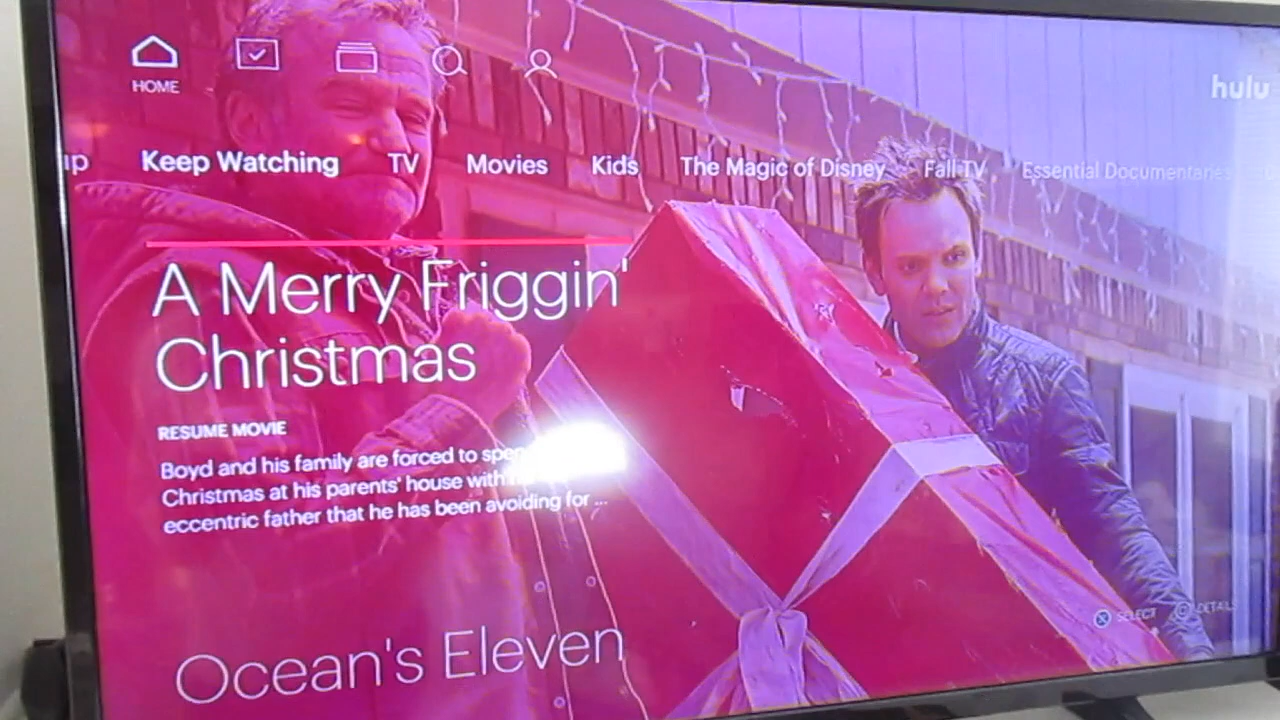 HOME
hulu
up Keep Watching TV Movies Kids The Magic of Disney Fall TV Essential Documentaries
A Merry Friggin'
Christmas
RESUME MOVIE
Boyd and his family are forced to
Christmas at his parents' house with
eccentric father that he has been avoiding for ...
SELECT DETAILS
Ocean's Eleven